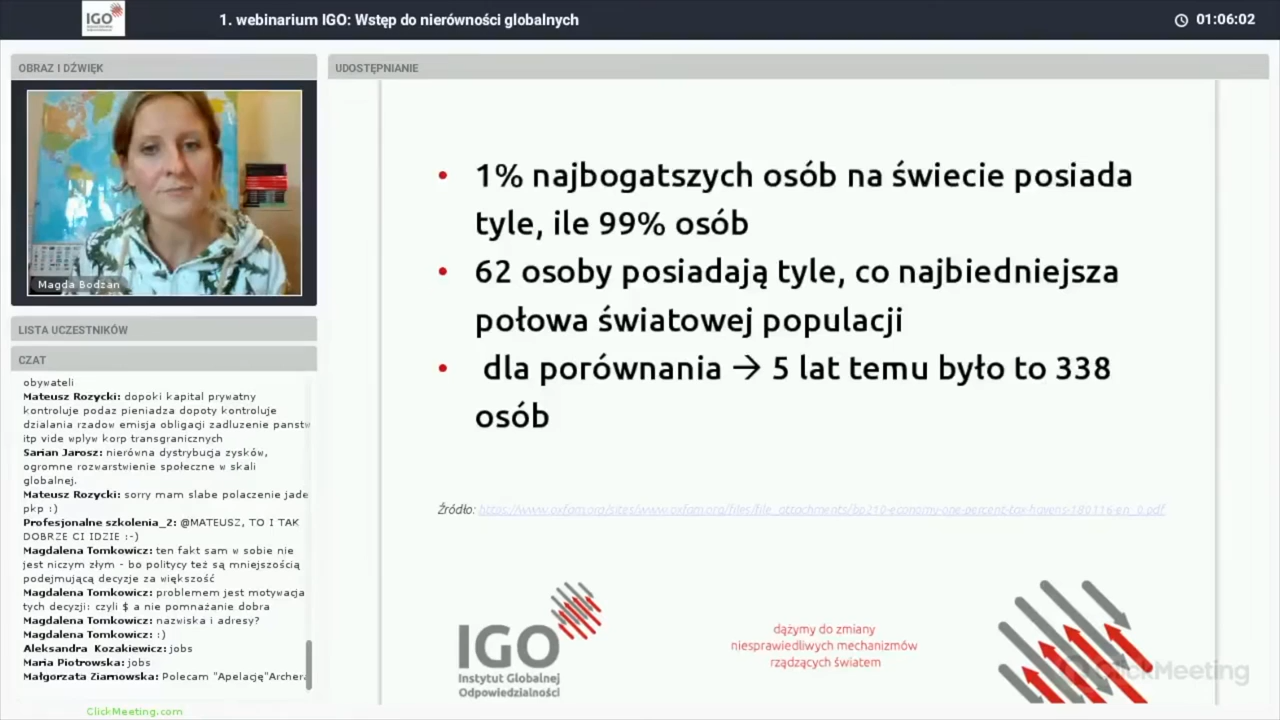 IGO
1. webinarium IGO: Wstęp do nierówności globalnych
01:06:02
OBRAZ I DŹWIĘK
Magda Bodzan
LISTA UCZESTNIKÓW
CZAT
obywateli
Mateusz Rozycki: dopoki kapital prywatny
kontroluje podaz pieniadza dopoty kontroluje
dzialania rzadow emisja obligacji zadluzenie panstw
itp vide wplyw korp transgranicznych
Sarian Jarosz: nierówna dystrybucja zysków,
ogromne rozwarstwienie społeczne w skali
globalnej.
Mateusz Rozycki: sorry mam slabe polaczenie jade
pkp :)
Profesjonalne szkolenia_2: @MATEUSZ, TO I TAK
DOBRZE CI IDZIE :-)
Magdalena Tomkowicz: ten fakt sam w sobie nie
jest niczym złym - bo politycy też są mniejszością
podejmującą decyzje za większość
Magdalena Tomkowicz: problemem jest motywacja
tych decyzji: czyli $ a nie pomnażanie dobra
Magdalena Tomkowicz: nazwiska i adresy?
Magdalena Tomkowicz: :)
Aleksandra Kozakiewicz: jobs
Maria Piotrowska: jobs
Małgorzata Ziarnowska: Polecam "Apelację"Archera
ClickMeeting.com
UDOSTĘPNIANIE
• 1% najbogatszych osób na świecie posiada
tyle, ile 99% osób
• 62 osoby posiadają tyle, co najbiedniejsza
połowa światowej populacji
• dla porównania → 5 lat temu było to 338
osób
Źródło: https://www.oxfam.org/sites/www.oxfam.org/files/file_attachments/bp210-economy-one-percent-tax-havens-180116-en_0.pdf
IGO
Instytut Globalnej
Odpowiedzialności
dążymy do zmiany
niesprawiedliwych mechanizmów
rządzących światem
ClickMeeting